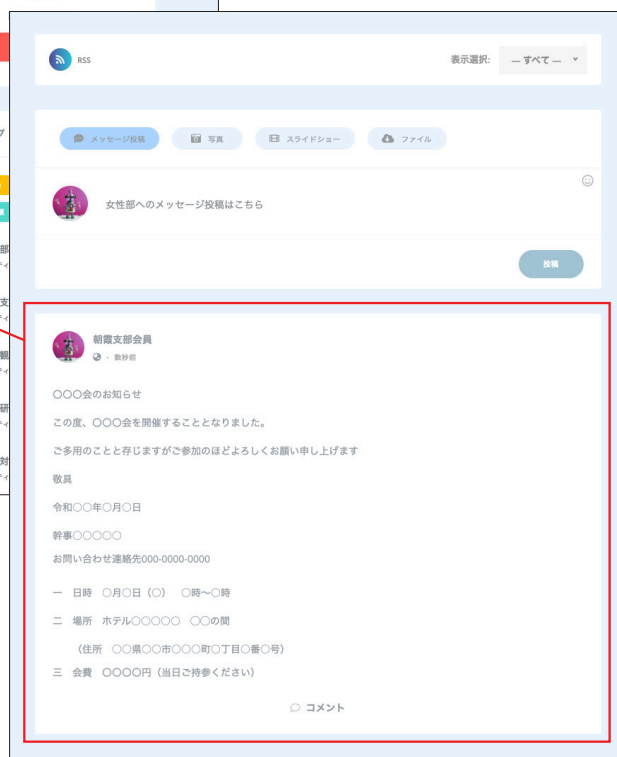 RSS
表示選択:
— すべて —
メッセージ投稿
写真
スライドショー
ファイル
女性部へのメッセージ投稿はこちら
投稿
朝霞支部会員
・ 数秒前
〇〇〇会のお知らせ
この度、〇〇〇会を開催することとなりました。
ご多用のことと存じますがご参加のほどよろしくお願い申し上げます
敬具
令和〇〇年〇月〇日
幹事〇〇〇〇〇
お問い合わせ連絡先000-0000-0000
一　日時　〇月〇日（〇）　〇時〜〇時
二　場所　ホテル〇〇〇〇〇　〇〇の間
（住所　〇〇県〇〇市〇〇〇町〇丁目〇番〇号）
三　会費　〇〇〇〇円（当日ご持参ください）
コメント